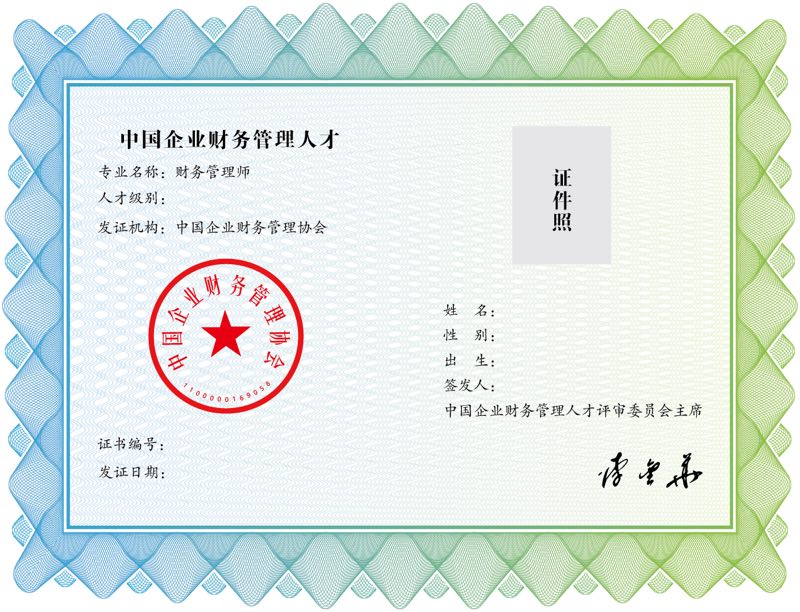 中国企业财务管理人才
专业名称：财务管理师
人才级别：
发证机构：中国企业财务管理协会
证件照
中国企业财务管理协会
1100000169056
姓 名：
性 别：
出 生：
签发人：
中国企业财务管理人才评审委员会主席
证书编号：
发证日期：